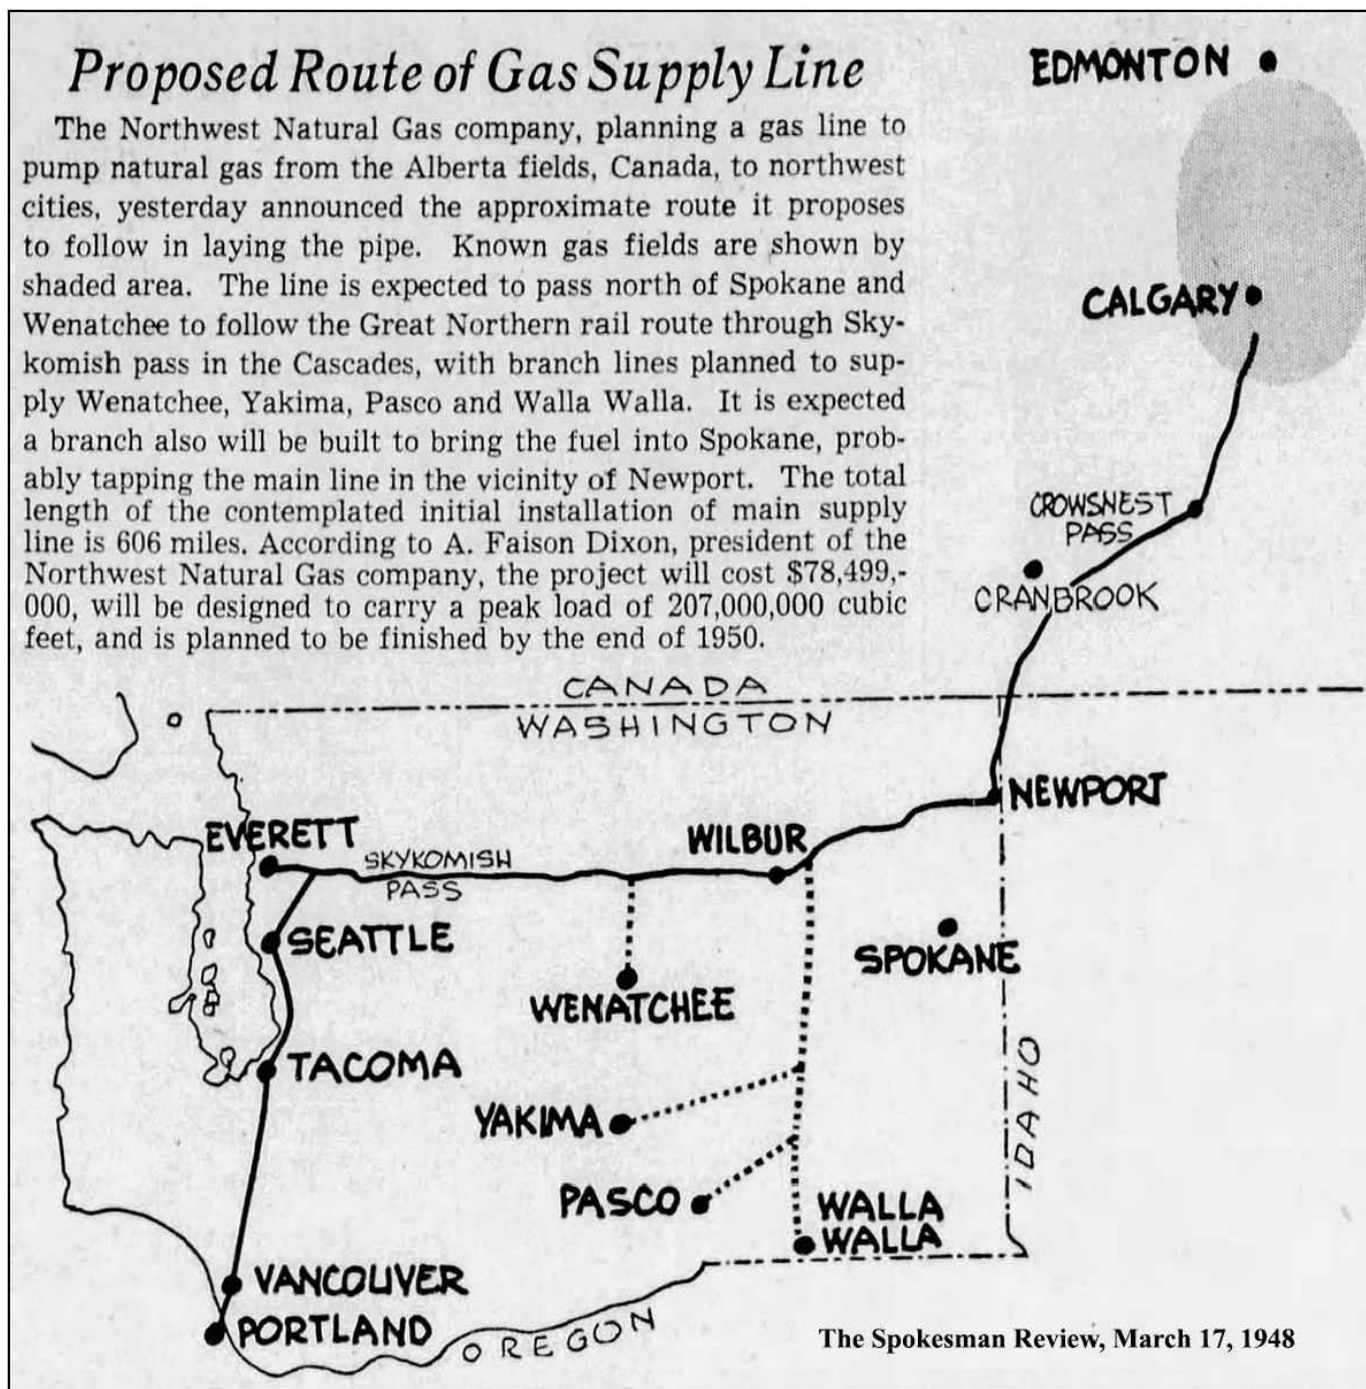 Proposed Route of Gas Supply Line
The Northwest Natural Gas company, planning a gas line to
pump natural gas from the Alberta fields, Canada, to northwest
cities, yesterday announced the approximate route it proposes
to follow in laying the pipe. Known gas fields are shown by
shaded area. The line is expected to pass north of Spokane and
Wenatchee to follow the Great Northern rail route through Sky-
komish pass in the Cascades, with branch lines planned to sup-
ply Wenatchee, Yakima, Pasco and Walla Walla. It is expected
a branch also will be built to bring the fuel into Spokane, prob-
ably tapping the main line in the vicinity of Newport. The total
length of the contemplated initial installation of main supply
line is 606 miles. According to A. Faison Dixon, president of the
Northwest Natural Gas company, the project will cost $78,499,-
000, will be designed to carry a peak load of 207,000,000 cubic
feet, and is planned to be finished by the end of 1950.
EDMONTON
CALGARY
CROWSNEST
PASS
CRANBROOK
CANADA
WASHINGTON
NEWPORT
EVERETT
SKYKOMISH
PASS
WILBUR
SEATTLE
SPOKANE
WENATCHEE
TACOMA
IDAHO
YAKIMA
PASCO
WALLA
WALLA
VANCOUVER
PORTLAND
OREGON
The Spokesman Review, March 17, 1948